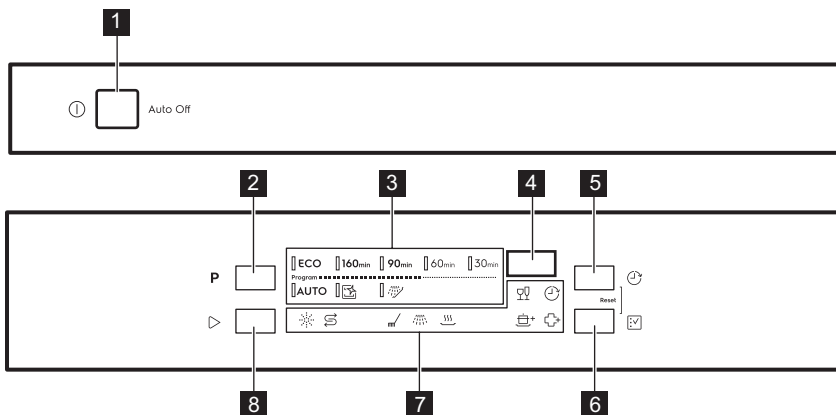 1
Auto Off
2 3 4 5
ECO 160min 90min 60min 30min
P
Program
AUTO
Reset
8 7 6